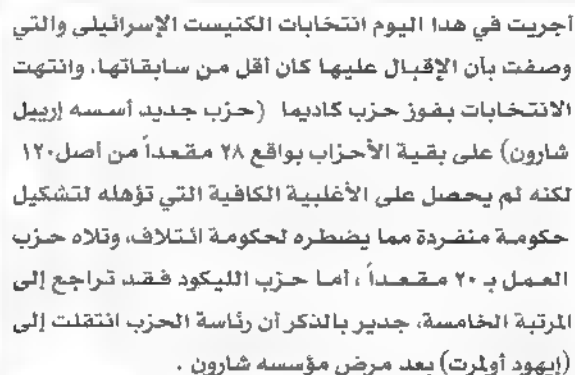 أجريت في هذا اليوم انتخابات الكنيست الإسرائيلي والتي
وصفت بأن الإقبال عليها كان أقل من سابقاتها. وانتهت
الانتخابات بفوز حزب كاديما (حزب جديد أسسه إرييل
شارون) على بقية الأحزاب بواقع ٢٨ مقعداً من أصل ١٢٠
لكنه لم يحصل على الأغلبية الكافية التي تؤهله لتشكيل
حكومة منفردة مما يضطره لحكومة ائتلاف، وتلاه حزب
العمل بـ ٢٠ مقعداً، أما حزب الليكود فقد تراجع إلى
المرتبة الخامسة، جدير بالذكر أن رئاسة الحزب انتقلت إلى
(إيهود أولمرت) بعد مرض مؤسسه شارون .